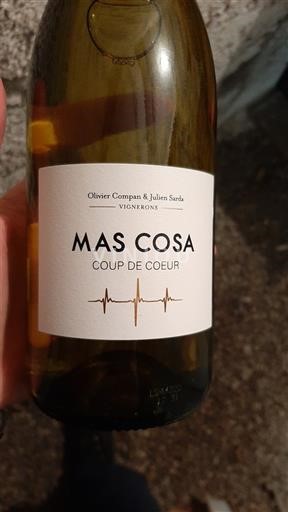 Olivier Compan & Julien Sarda
VIGNERONS
MAS COSA
COUP DE COEUR